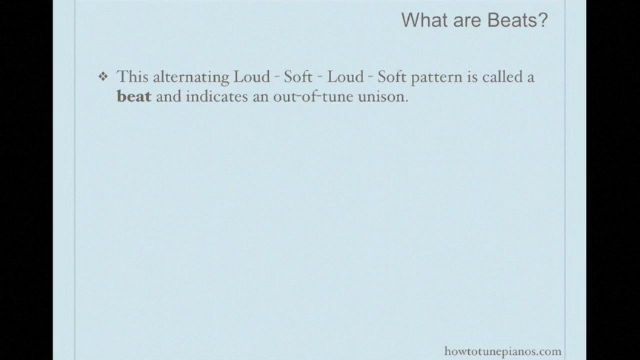 What are Beats?
❖ This alternating Loud - Soft - Loud - Soft pattern is called a
beat and indicates an out-of-tune unison.
howtotunepianos.com